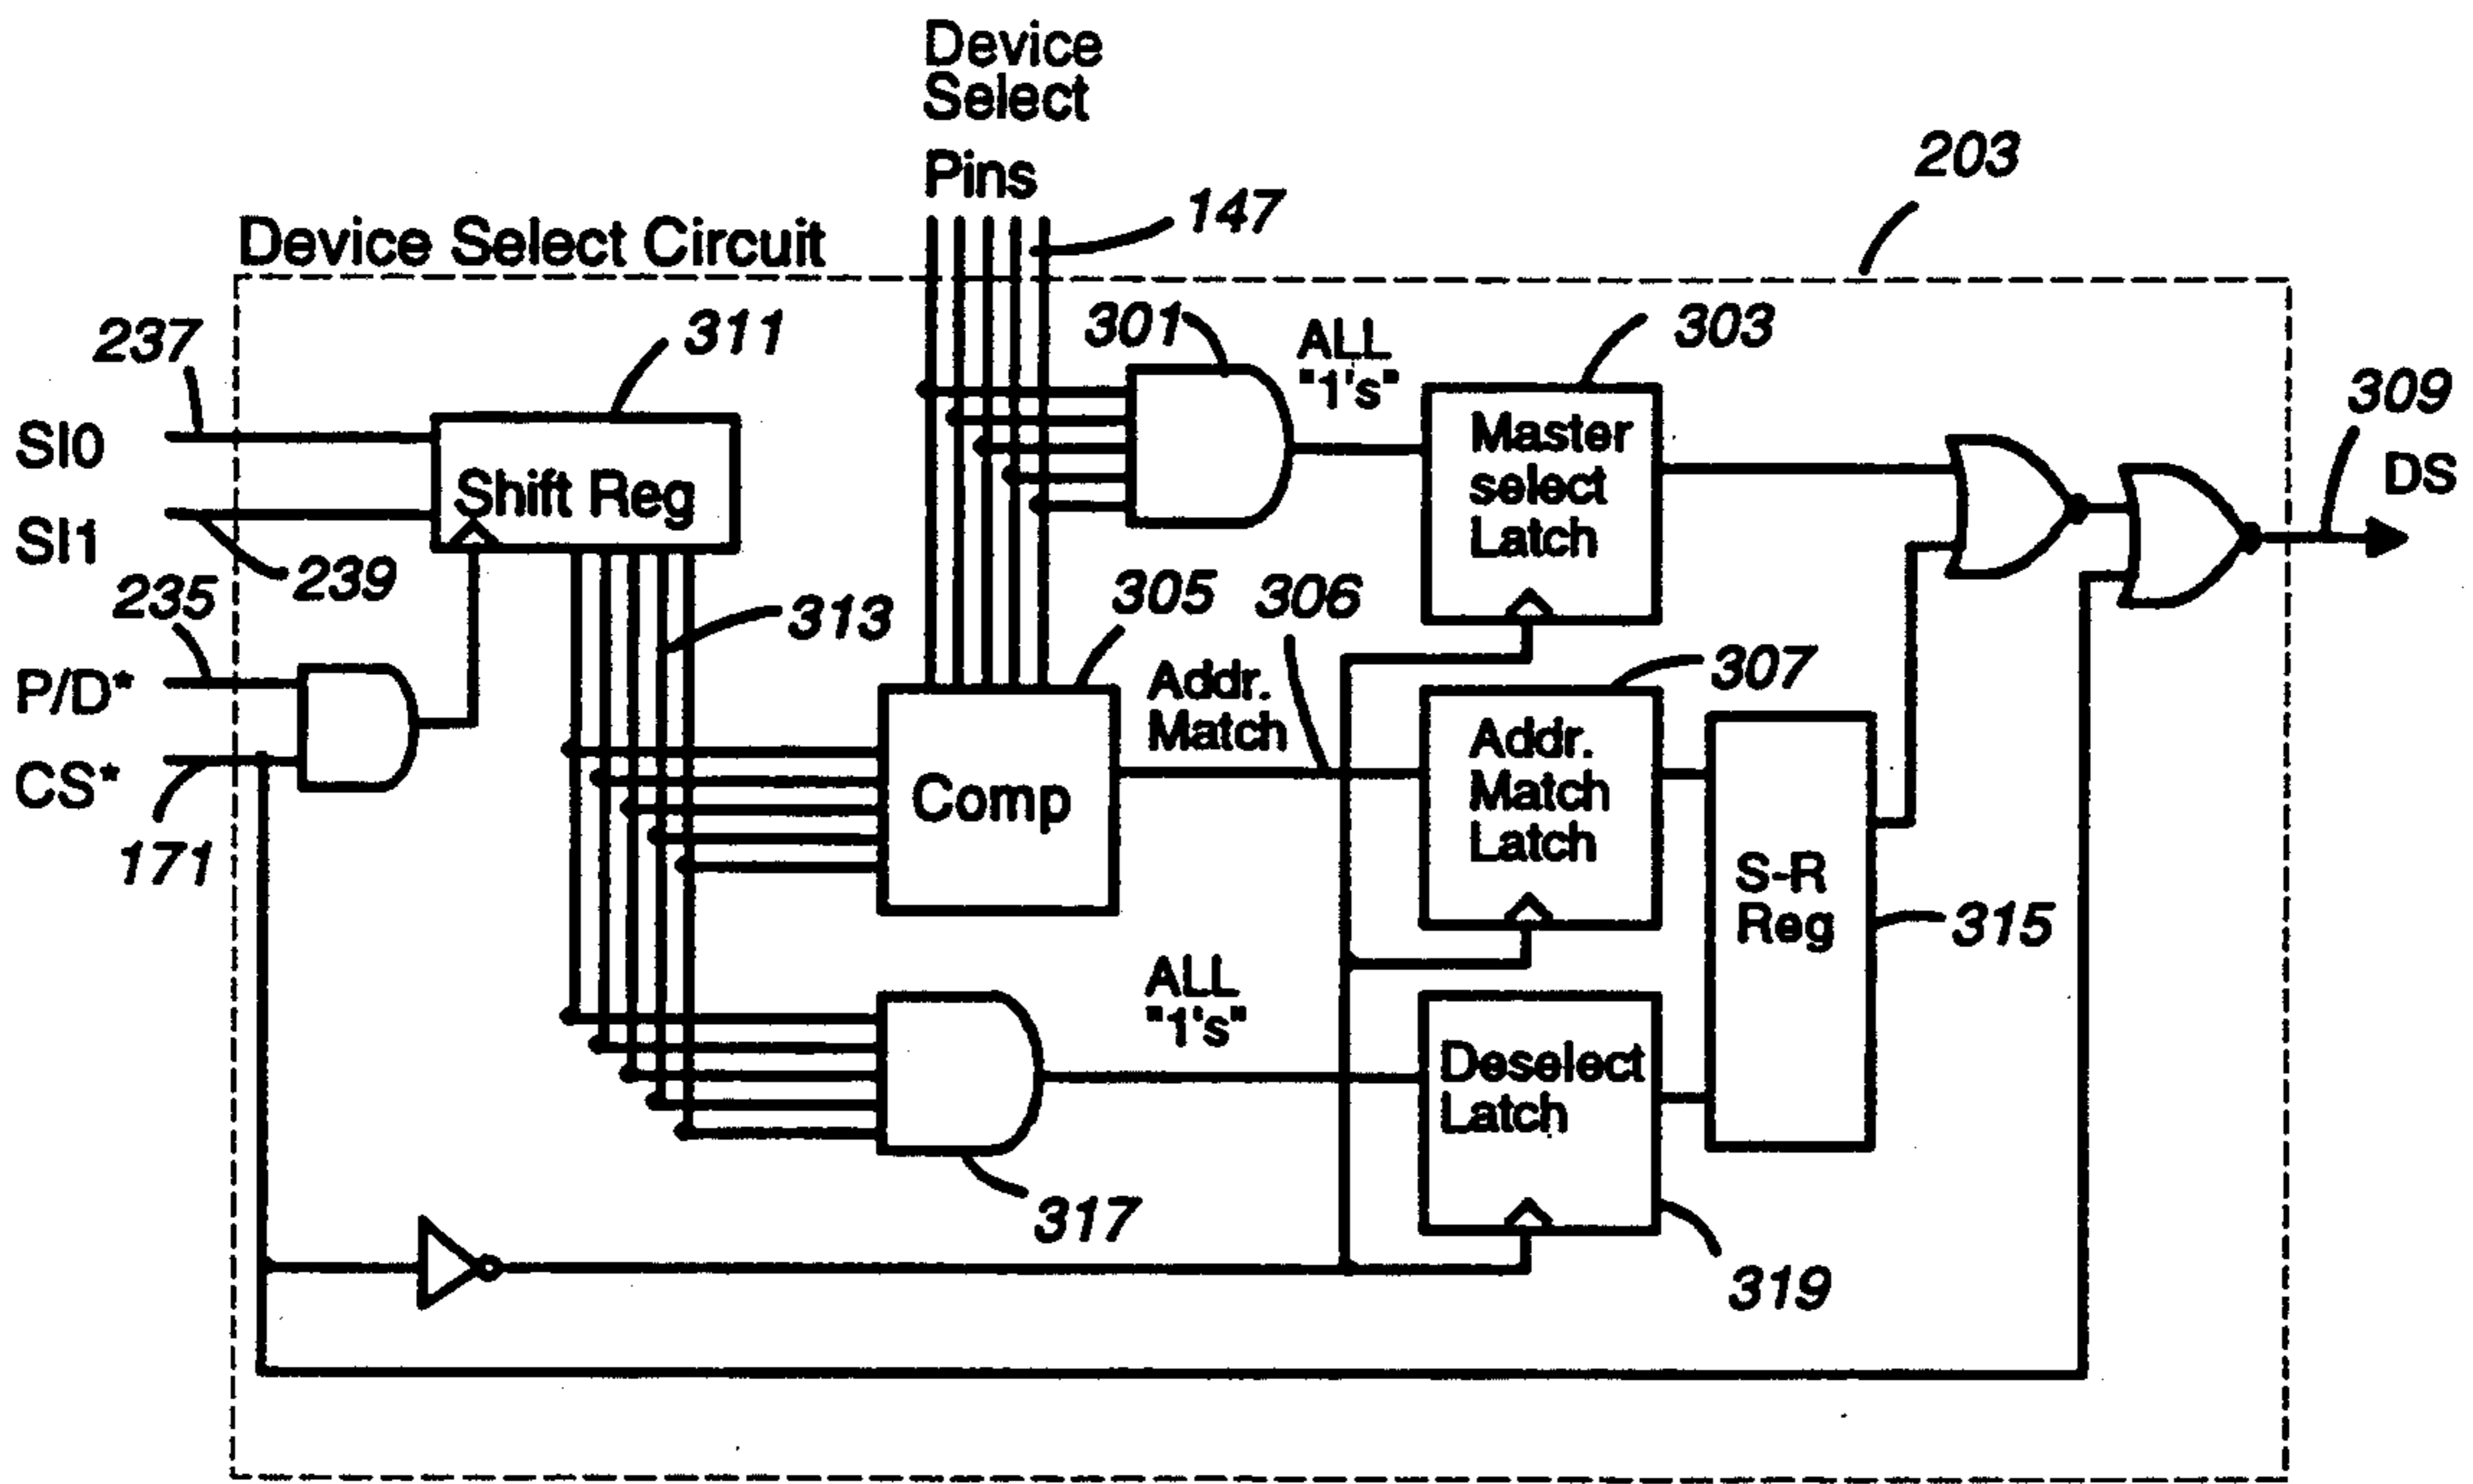 Device
Select
Pins
147
203
Device Select Circuit
301
ALL
"1's"
303
311
237
309
SI0
Shift Reg
Master
select
Latch
DS
SI1
239
235
313
305
306
307
P/D*
Addr.
Match
CS*
171
Comp
Addr.
Match
Latch
S-R
Reg
315
ALL
"1's"
Deselect
Latch
317
319